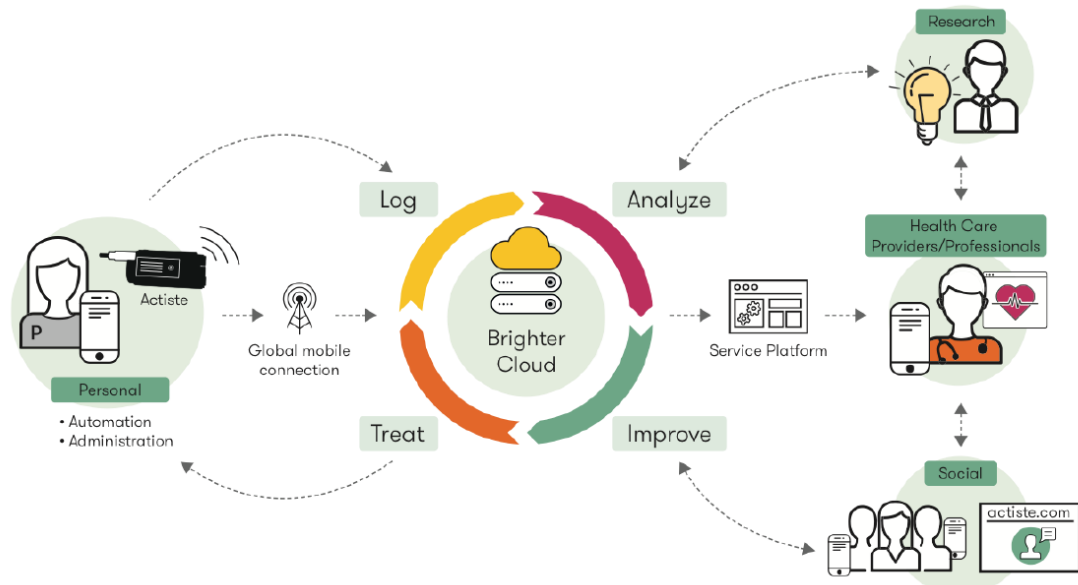 Research
Log
Analyze
Health Care
Providers/Professionals
Actiste
P
Brighter
Cloud
Global mobile
connection
Service Platform
Personal
• Automation
• Administration
Treat
Improve
Social
actiste.com